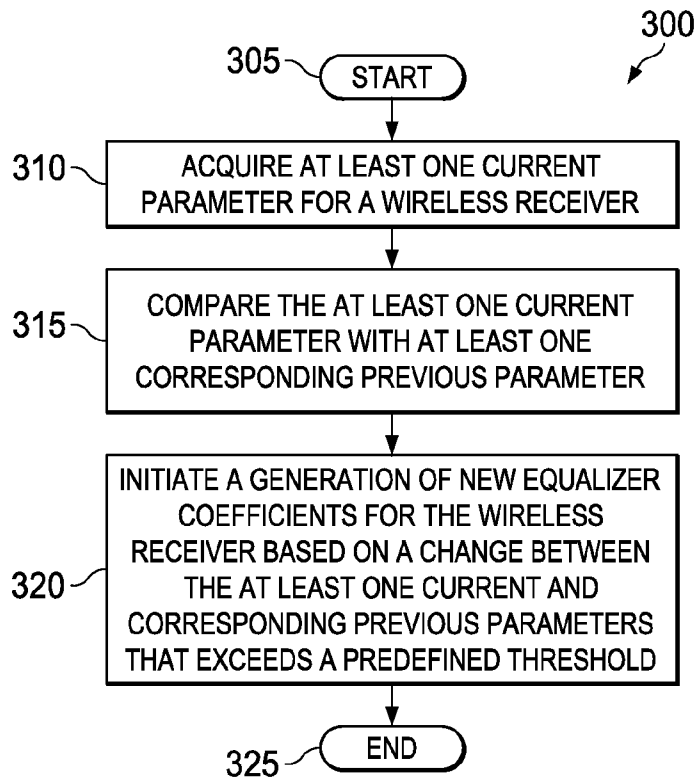 300
305
START
310
ACQUIRE AT LEAST ONE CURRENT
PARAMETER FOR A WIRELESS RECEIVER
315
COMPARE THE AT LEAST ONE CURRENT
PARAMETER WITH AT LEAST ONE
CORRESPONDING PREVIOUS PARAMETER
320
INITIATE A GENERATION OF NEW EQUALIZER
COEFFICIENTS FOR THE WIRELESS
RECEIVER BASED ON A CHANGE BETWEEN
THE AT LEAST ONE CURRENT AND
CORRESPONDING PREVIOUS PARAMETERS
THAT EXCEEDS A PREDEFINED THRESHOLD
325
END